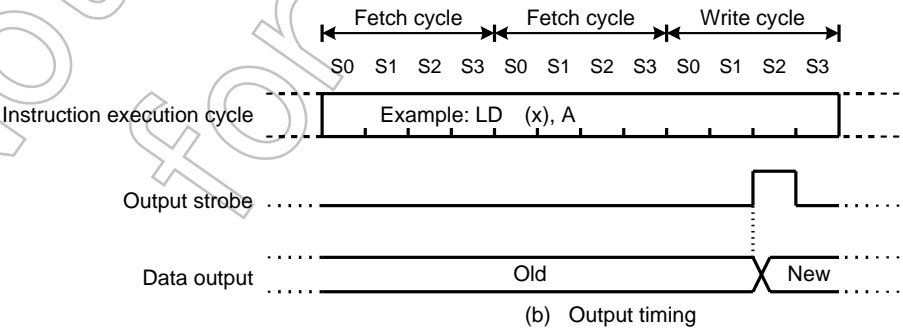 Fetch cycle Fetch cycle Write cycle
S0 S1 S2 S3 S0 S1 S2 S3 S0 S1 S2 S3
Instruction execution cycle Example: LD (x), A
Output strobe
Data output Old New
(b) Output timing